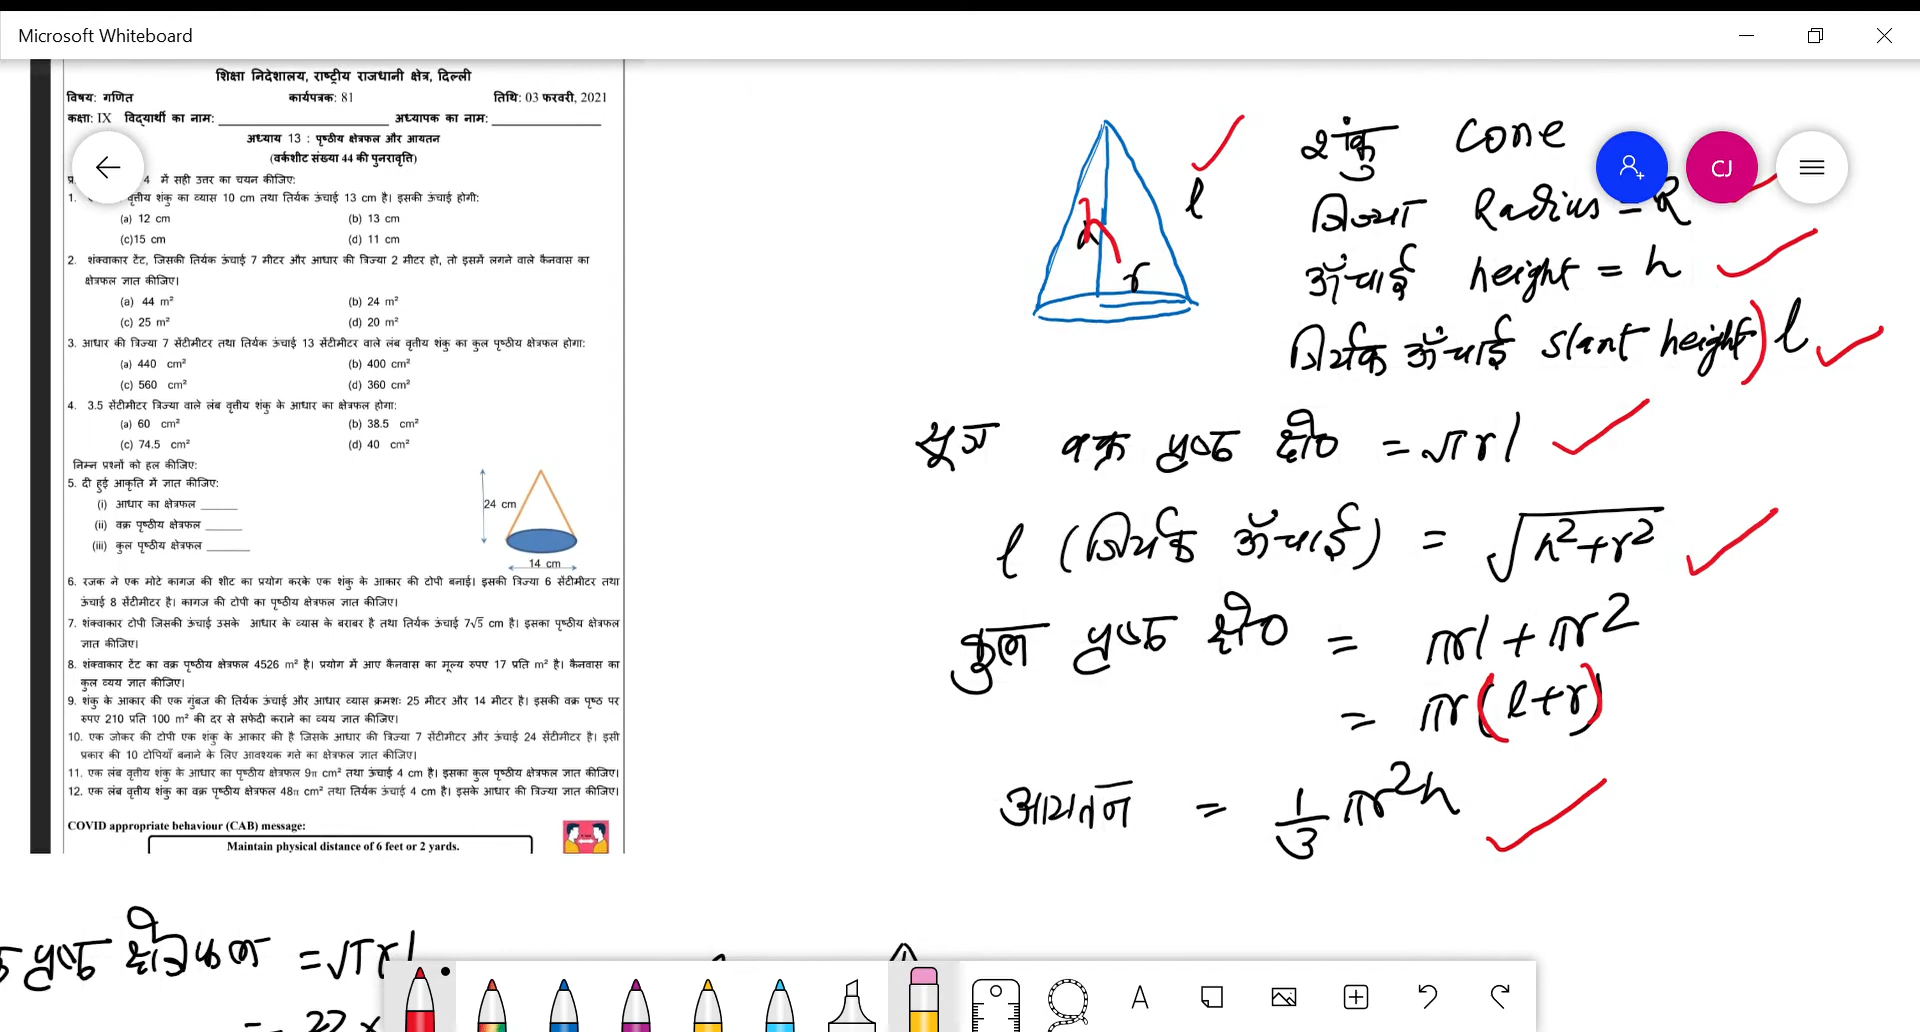 Microsoft Whiteboard
शिक्षा निदेशालय, राष्ट्रीय राजधानी क्षेत्र, दिल्ली
विषय: गणित कार्यपत्रक: 81 तिथि: 03 फरवरी, 2021
कक्षा: IX विद्यार्थी का नाम: ____ अध्यापक का नाम: ____
अध्याय 13 : पृष्ठीय क्षेत्रफल और आयतन
(वर्कशीट संख्या 44 की पुनरावृति)
4 में सही उत्तर का चयन कीजिए:
1. वृत्तीय शंकु का व्यास 10 cm तथा तिर्यक ऊंचाई 13 cm है। इसकी ऊंचाई होगी:
(a) 12 cm (b) 13 cm
(c)15 cm (d) 11 cm
2. शंक्वाकार टेंट, जिसकी तिर्यक ऊंचाई 7 मीटर और आधार की त्रिज्या 2 मीटर हो, तो इसमें लगने वाले कैनवास का
क्षेत्रफल ज्ञात कीजिए।
(a) 44 m² (b) 24 m²
(c) 25 m² (d) 20 m²
3. आधार की त्रिज्या 7 सेंटीमीटर तथा तिर्यक ऊंचाई 13 सेंटीमीटर वाले लंब वृत्तीय शंकु का कुल पृष्ठीय क्षेत्रफल होगा:
(a) 440 cm² (b) 400 cm²
(c) 560 cm² (d) 360 cm²
4. 3.5 सेंटीमीटर त्रिज्या वाले लंब वृत्तीय शंकु के आधार का क्षेत्रफल होगा:
(a) 60 cm² (b) 38.5 cm²
(c) 74.5 cm² (d) 40 cm²
निम्न प्रश्नों को हल कीजिए:
5. दी हुई आकृति में ज्ञात कीजिए:
(i) आधार का क्षेत्रफल ____
(ii) वक्र पृष्ठीय क्षेत्रफल ____
(iii) कुल पृष्ठीय क्षेत्रफल ____
24 cm
14 cm
6. रजक ने एक मोटे कागज की शीट का प्रयोग करके एक शंकु के आकार की टोपी बनाई। इसकी त्रिज्या 6 सेंटीमीटर तथा
ऊंचाई 8 सेंटीमीटर है। कागज की टोपी का पृष्ठीय क्षेत्रफल ज्ञात कीजिए।
7. शंक्वाकार टोपी जिसकी ऊंचाई उसके आधार के व्यास के बराबर है तथा तिर्यक ऊंचाई 7√5 cm है। इसका पृष्ठीय क्षेत्रफल
ज्ञात कीजिए।
8. शंक्वाकार टेंट का वक्र पृष्ठीय क्षेत्रफल 4526 m² है। प्रयोग में आए कैनवास का मूल्य रुपए 17 प्रति m² है। कैनवास का
कुल व्यय ज्ञात कीजिए।
9. शंकु के आकार की एक गुंबज की तिर्यक ऊंचाई और आधार व्यास क्रमशः 25 मीटर और 14 मीटर है। इसकी वक्र पृष्ठ पर
रुपए 210 प्रति 100 m² की दर से सफेदी कराने का व्यय ज्ञात कीजिए।
10. एक जोकर की टोपी एक शंकु के आकार की है जिसके आधार की त्रिज्या 7 सेंटीमीटर और ऊंचाई 24 सेंटीमीटर है। इसी
प्रकार की 10 टोपियाँ बनाने के लिए आवश्यक गत्ते का क्षेत्रफल ज्ञात कीजिए।
11. एक लंब वृत्तीय शंकु के आधार का पृष्ठीय क्षेत्रफल 9π cm² तथा ऊंचाई 4 cm है। इसका कुल पृष्ठीय क्षेत्रफल ज्ञात कीजिए।
12. एक लंब वृत्तीय शंकु का वक्र पृष्ठीय क्षेत्रफल 48π cm² तथा तिर्यक ऊंचाई 4 cm है। इसके आधार की त्रिज्या ज्ञात कीजिए।
COVID appropriate behaviour (CAB) message:
Maintain physical distance of 6 feet or 2 yards.
CJ
शंकु cone
l
h
r
त्रिज्या Radius = R
ऊँचाई height = h
तिर्यक ऊँचाई slant height) l
सूत्र वक्र पृष्ठ क्षे० = πrl
l (तिर्यक ऊँचाई) = √h²+r²
कुल पृष्ठ क्षे० = πrl + πr²
= πr(l+r)
आयतन = 1/3 πr²h
पृष्ठ क्षेत्रफल = πrl
= 22 ×
A